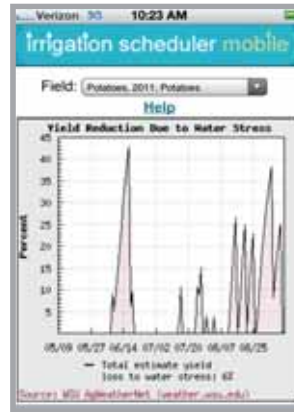 Verizon 3G 10:23 AM
irrigation scheduler mobile
Field: Potatoes, 2011, Potatoes
Help
Yield Reduction Due to Water Stress
Percent
45
40
35
30
25
20
15
10
5
05/09 05/27 06/14 07/02 07/20 08/07 08/25
Total estimate yield
loss to water stress: 6%
Source: WSU AgWeatherNet (weather.wsu.edu)